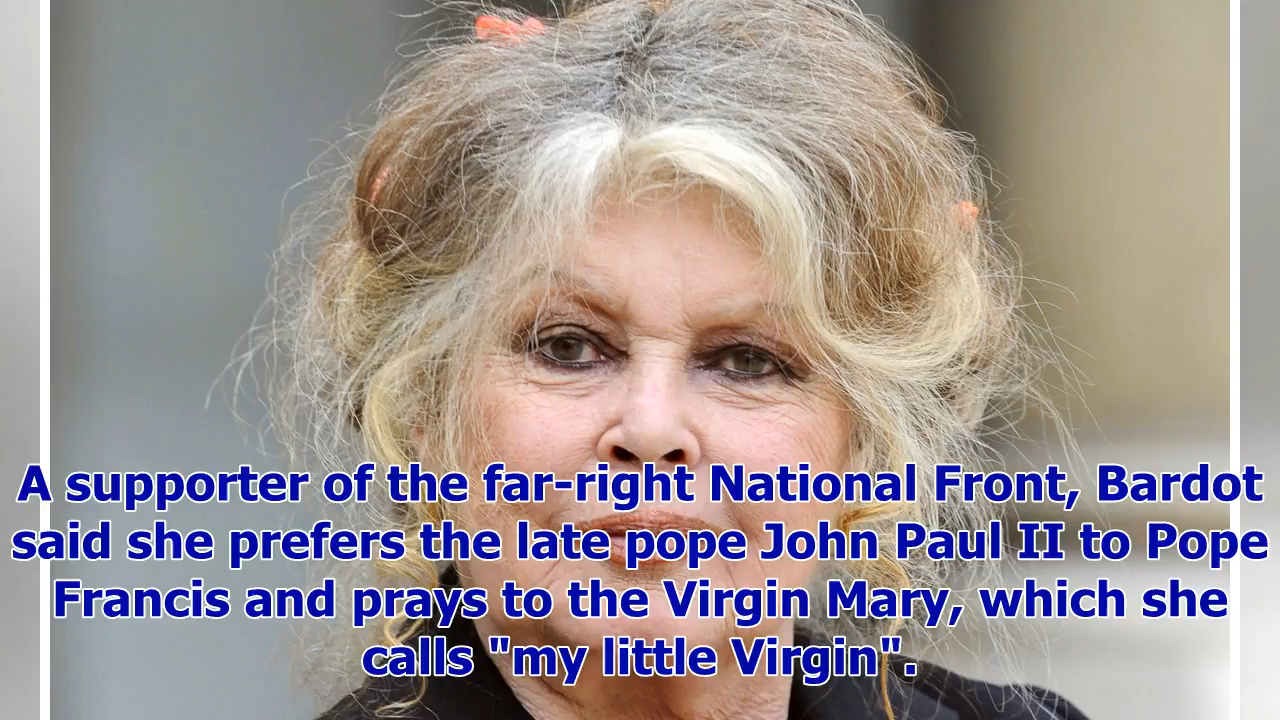 A supporter of the far-right National Front, Bardot
said she prefers the late pope John Paul II to Pope
Francis and prays to the Virgin Mary, which she
calls "my little Virgin".